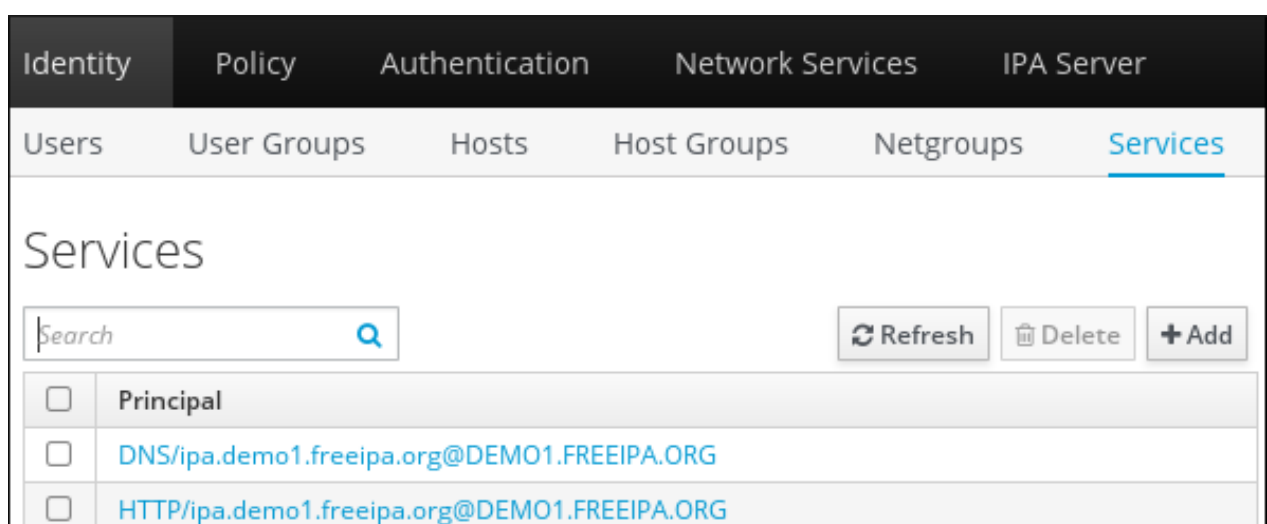 Identity Policy Authentication Network Services IPA Server
Users User Groups Hosts Host Groups Netgroups Services
Services
Search Refresh Delete Add
Principal
DNS/ipa.demo1.freeipa.org@DEMO1.FREEIPA.ORG
HTTP/ipa.demo1.freeipa.org@DEMO1.FREEIPA.ORG